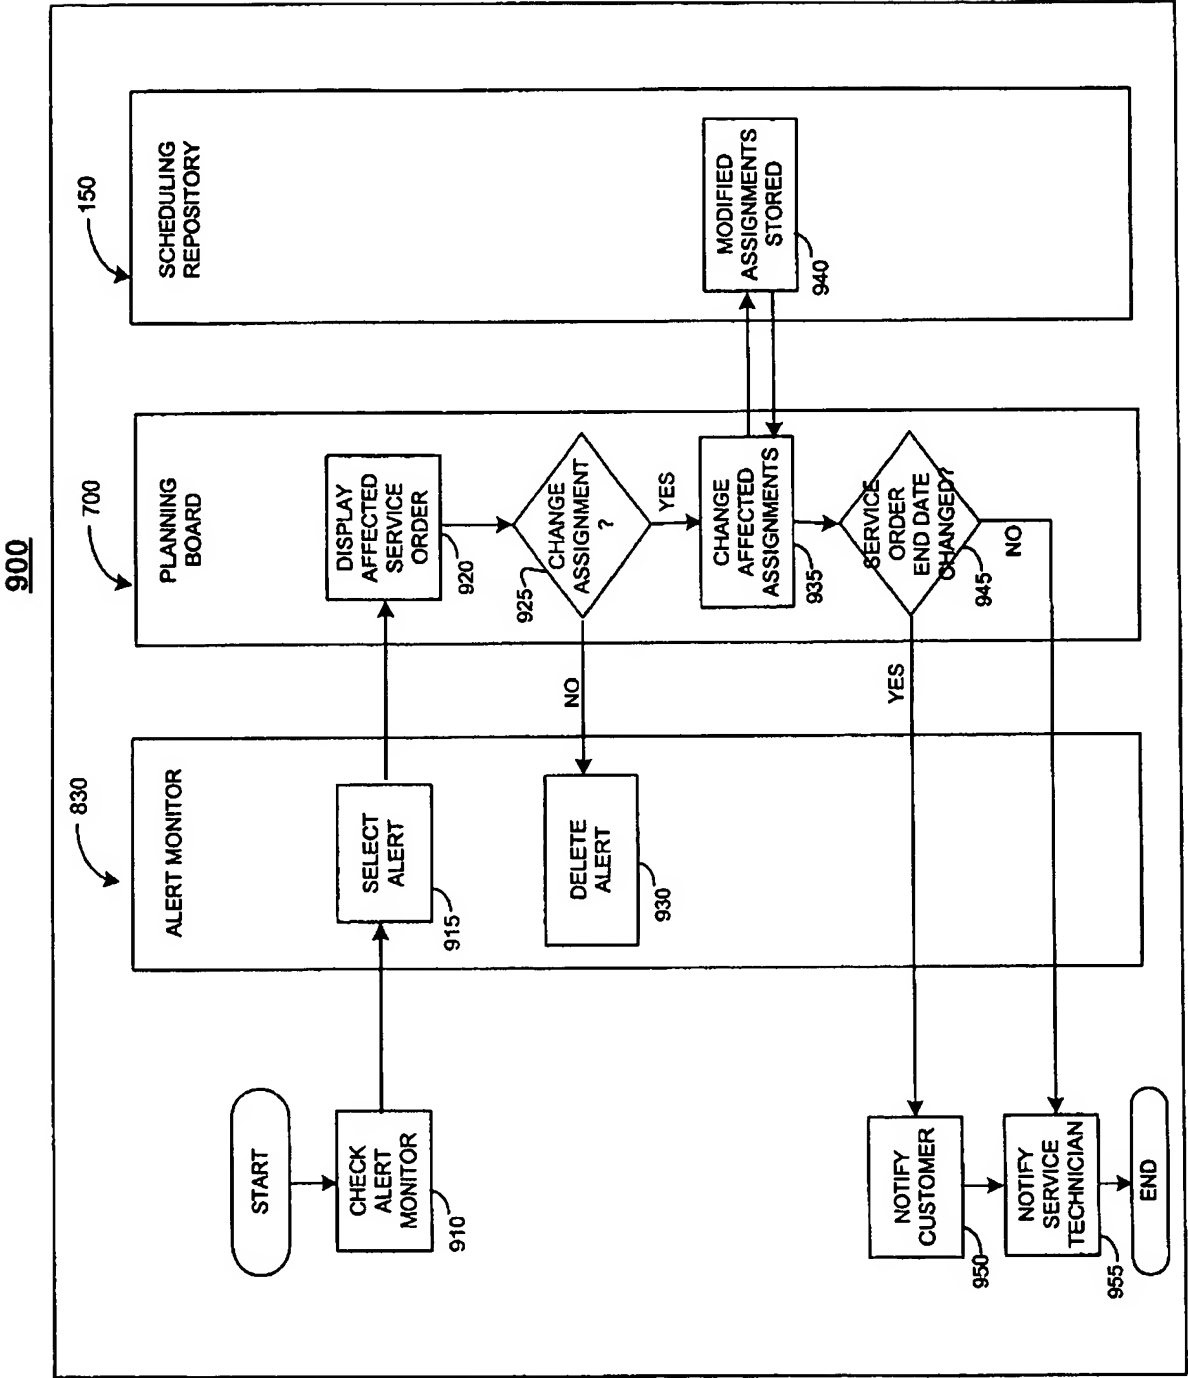 900
830
700
150
ALERT MONITOR
PLANNING
BOARD
SCHEDULING
REPOSITORY
START
CHECK
ALERT
MONITOR
910
SELECT
ALERT
915
DISPLAY
AFFECTED
SERVICE
ORDER
920
CHANGE
ASSIGNMENT
?
925
NO
YES
DELETE
ALERT
930
CHANGE
AFFECTED
ASSIGNMENTS
935
MODIFIED
ASSIGNMENTS
STORED
940
SERVICE
ORDER
END DATE
CHANGED?
945
YES
NO
NOTIFY
CUSTOMER
950
NOTIFY
SERVICE
TECHNICIAN
955
END